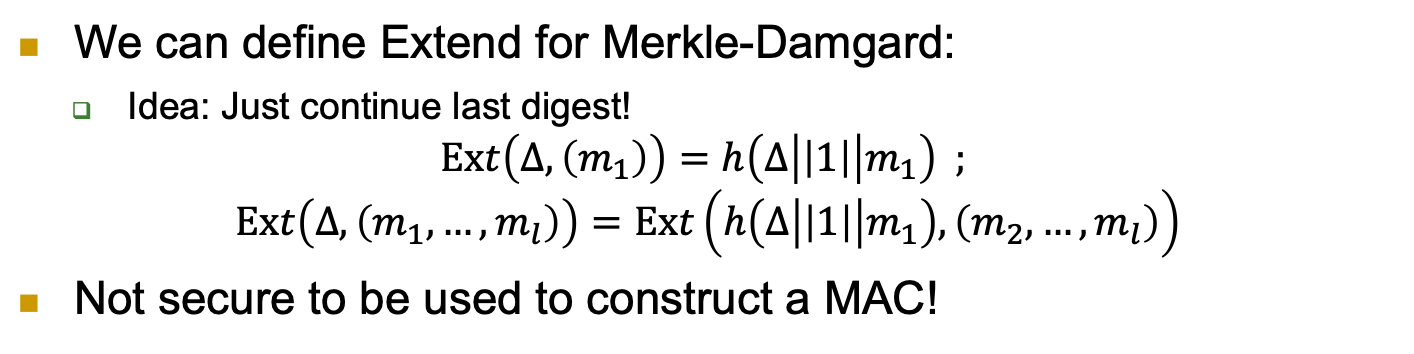 We can define Extend for Merkle-Damgard:
Idea: Just continue last digest!
Ext(Δ, (m₁)) = h(Δ||1||m₁) ;
Ext(Δ, (m₁, … , mₗ)) = Ext (h(Δ||1||m₁), (m₂, … , mₗ))
Not secure to be used to construct a MAC!